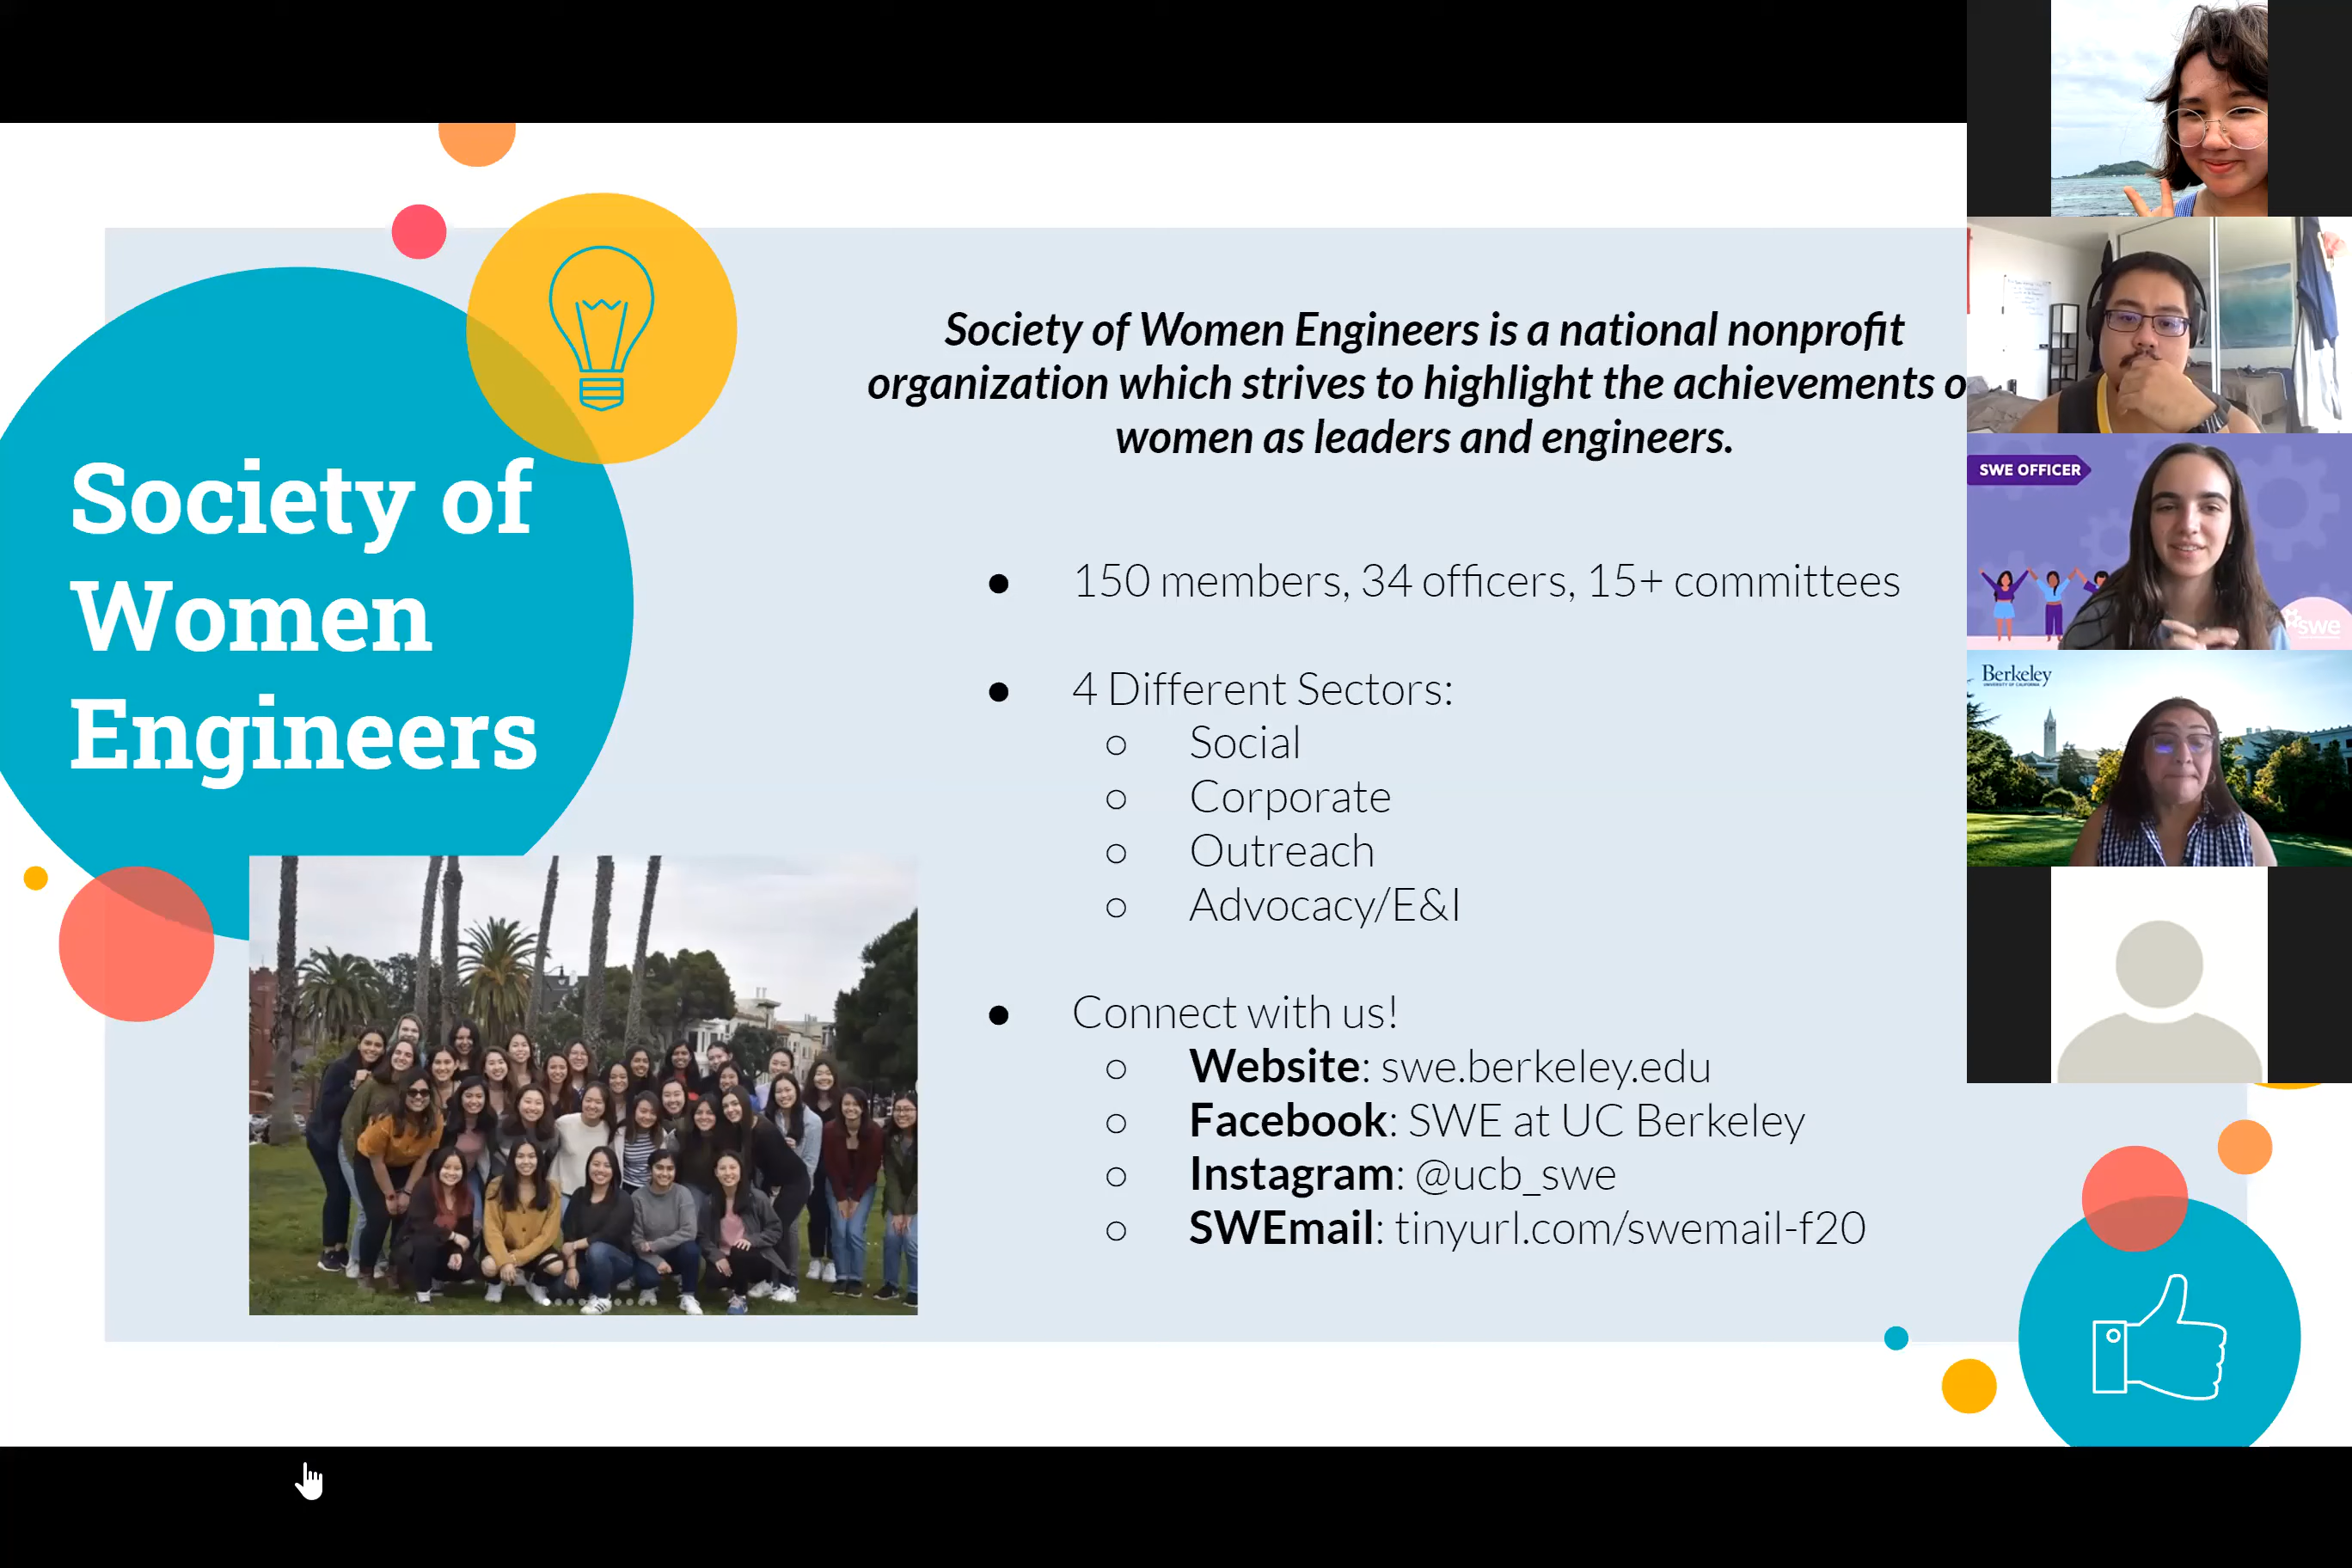 Society of Women Engineers is a national nonprofit
organization which strives to highlight the achievements o
women as leaders and engineers.
Society of
Women
Engineers
● 150 members, 34 officers, 15+ committees
● 4 Different Sectors:
○ Social
○ Corporate
○ Outreach
○ Advocacy/E&I
● Connect with us!
○ Website: swe.berkeley.edu
○ Facebook: SWE at UC Berkeley
○ Instagram: @ucb_swe
○ SWEmail: tinyurl.com/swemail-f20
SWE OFFICER
swe
Berkeley
UNIVERSITY OF CALIFORNIA